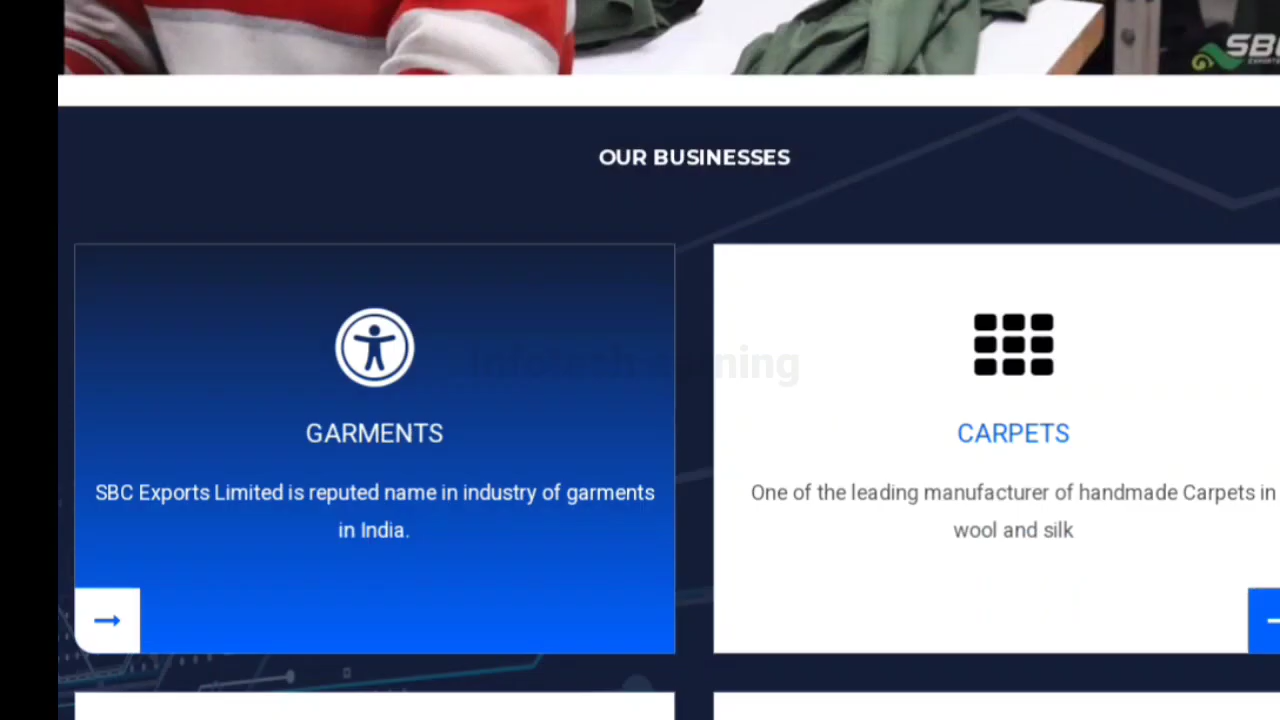 OUR BUSINESSES
GARMENTS
SBC Exports Limited is reputed name in industry of garments
in India.
CARPETS
One of the leading manufacturer of handmade Carpets in
wool and silk